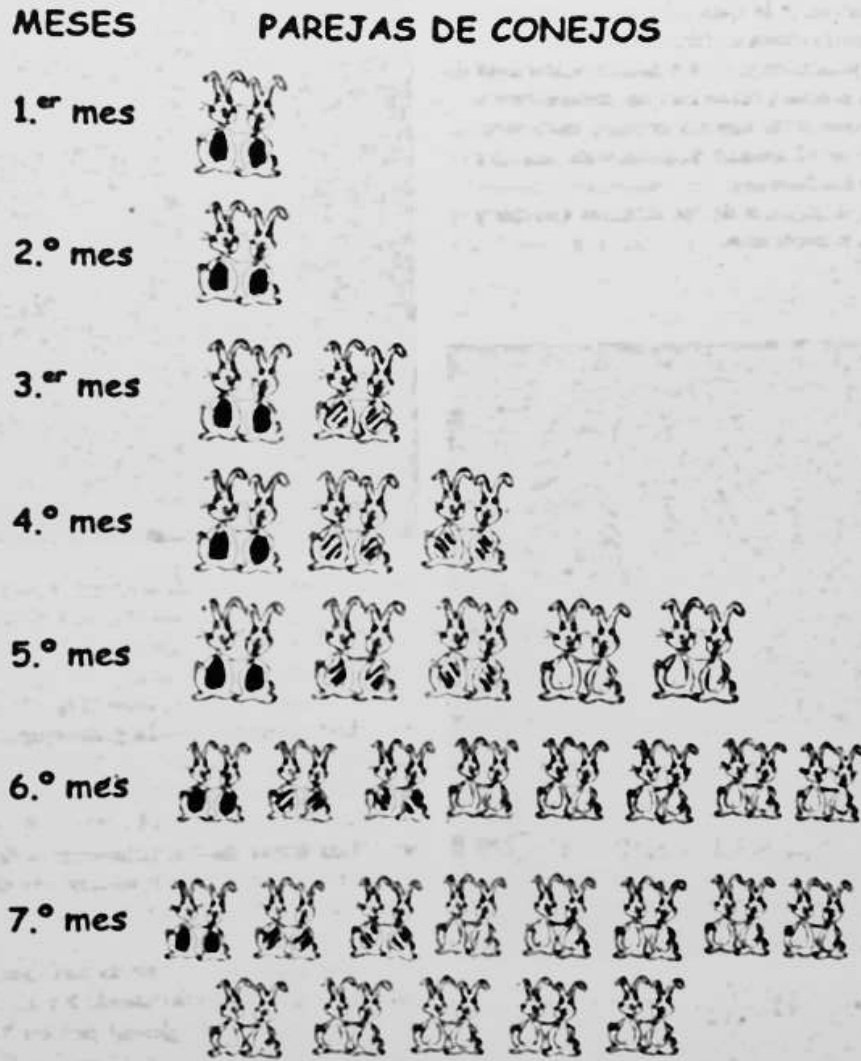 MESES PAREJAS DE CONEJOS
1.er mes
2.º mes
3.er mes
4.º mes
5.º mes
6.º mes
7.º mes